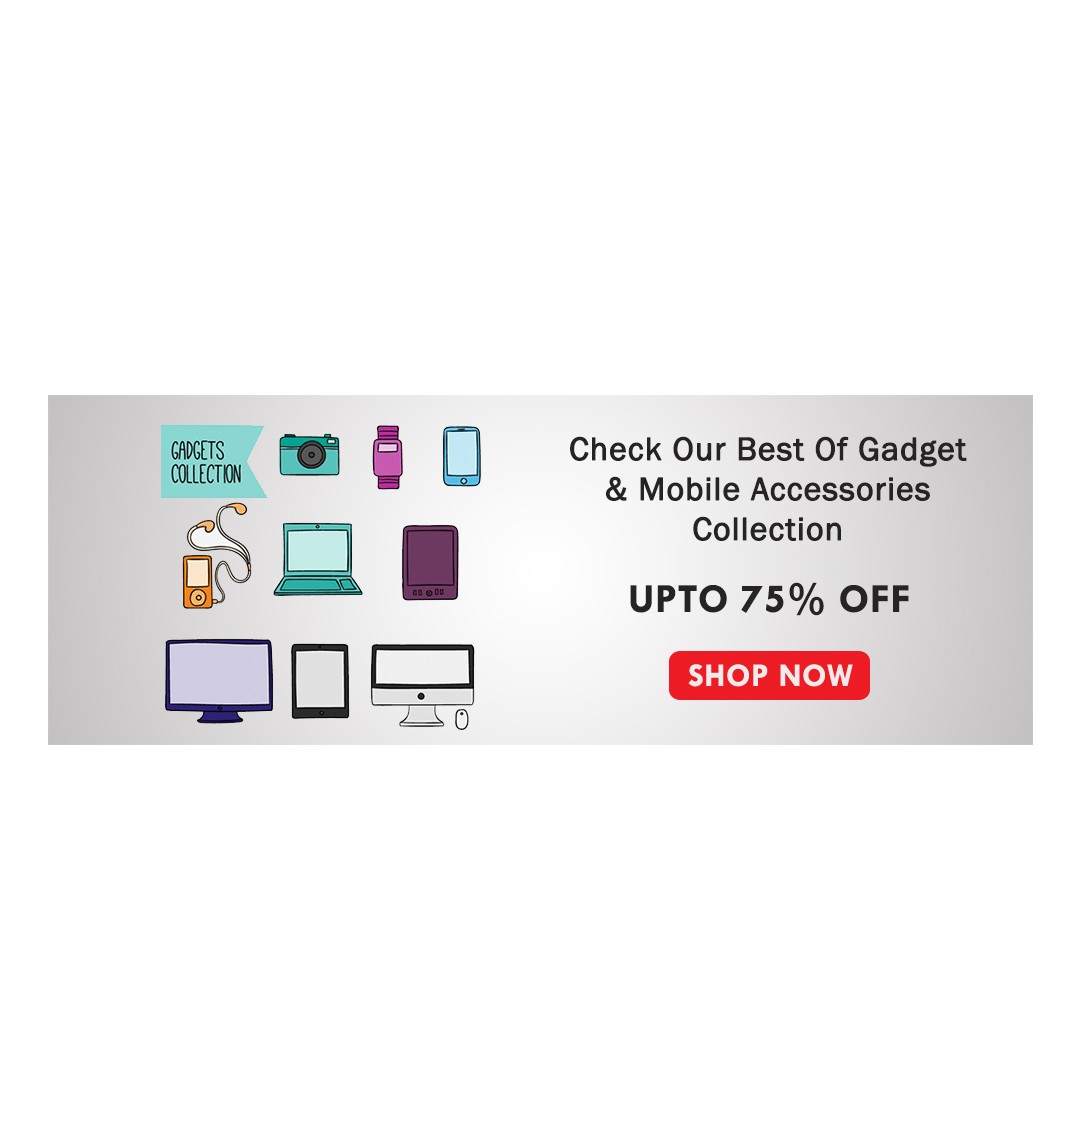 GADGETS
COLLECTION
Check Our Best Of Gadget
& Mobile Accessories
Collection
UPTO 75% OFF
SHOP NOW